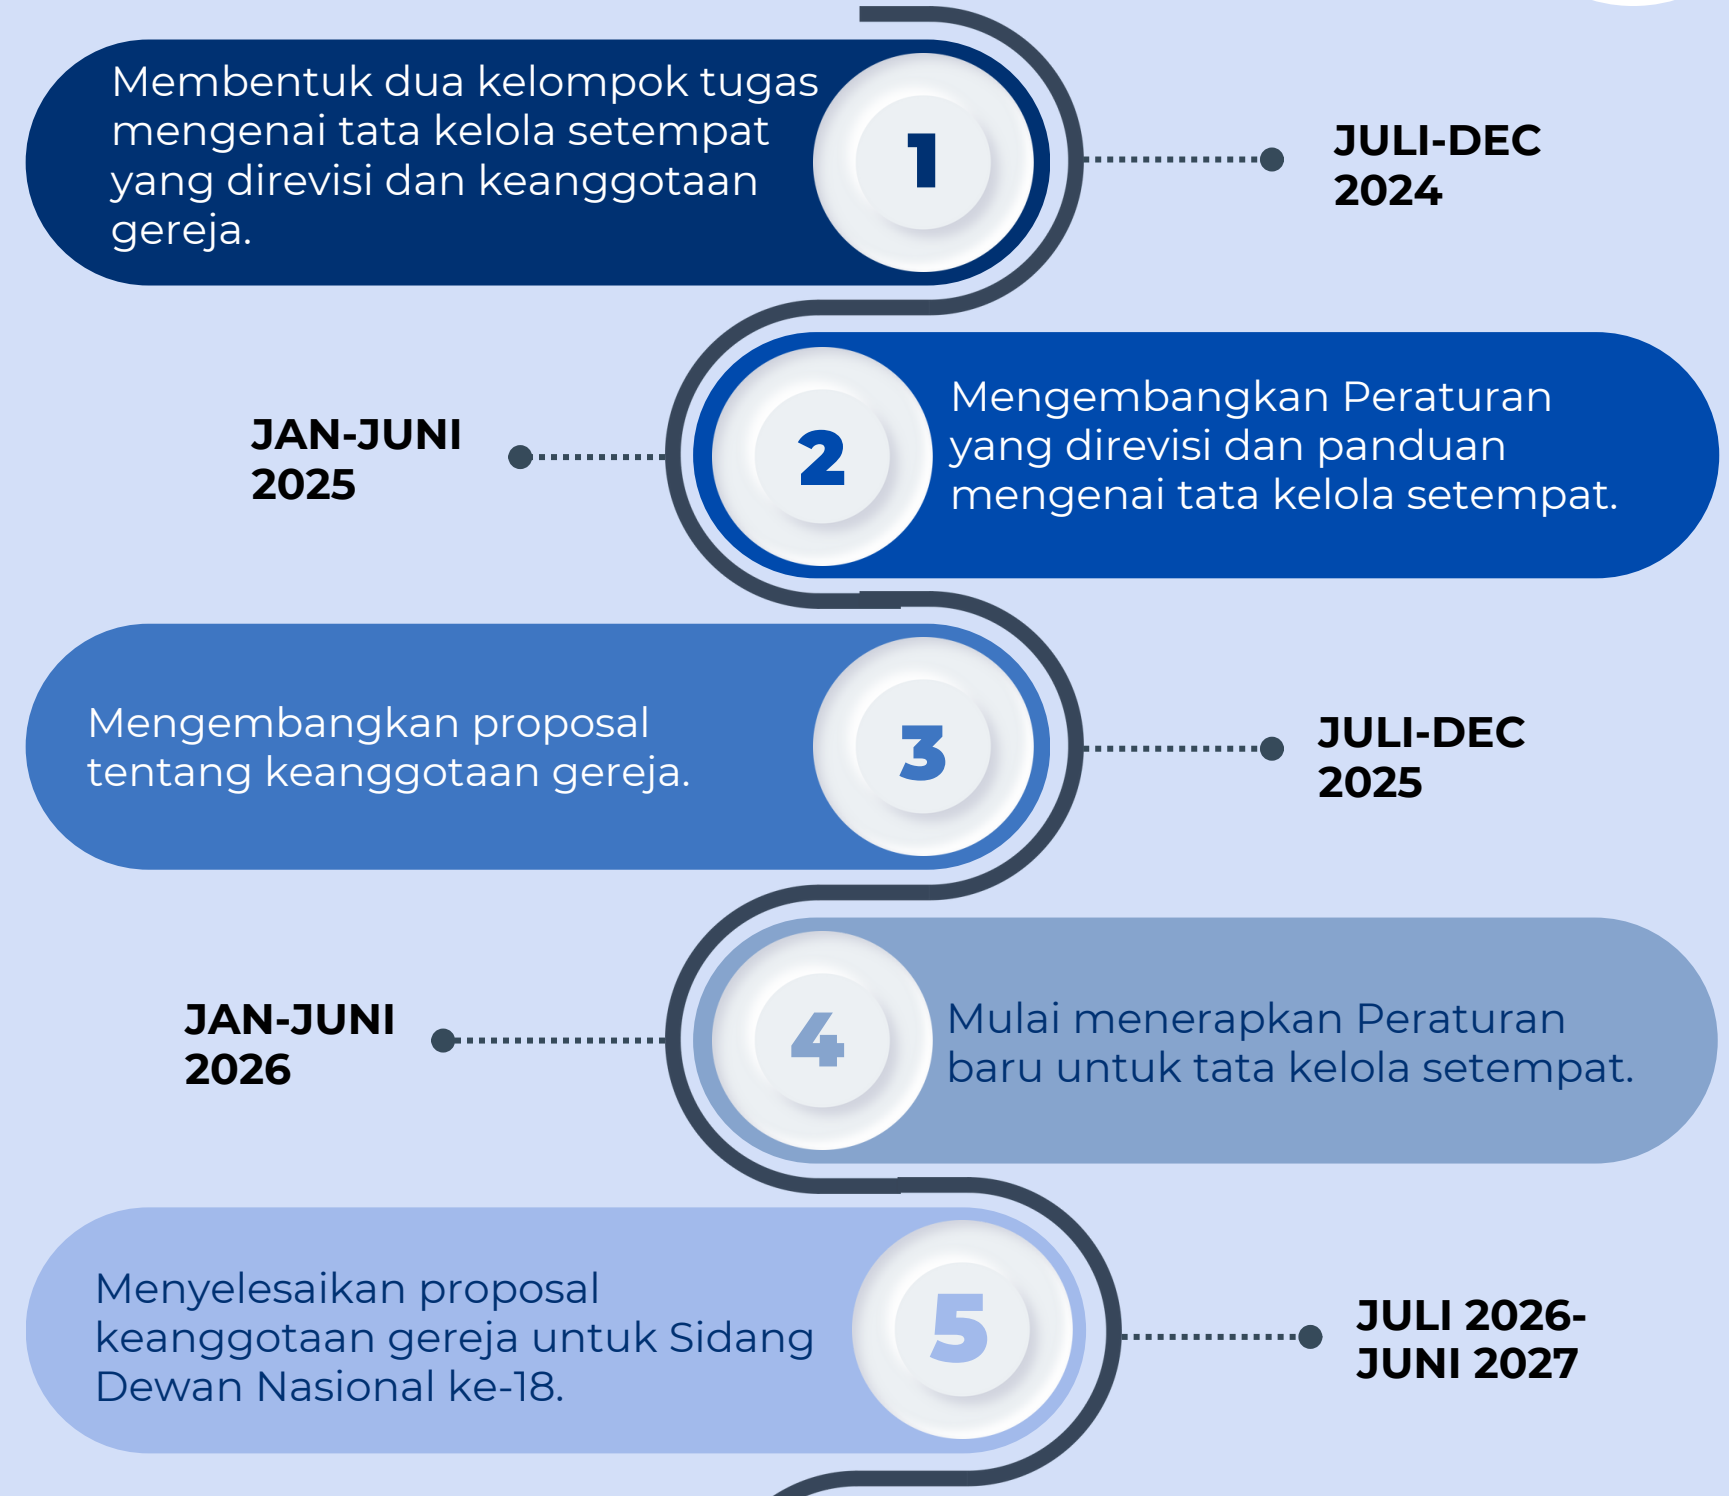 Membentuk dua kelompok tugas
mengenai tata kelola setempat
yang direvisi dan keanggotaan
gereja.
1
JULI-DEC
2024
JAN-JUNI
2025
2
Mengembangkan Peraturan
yang direvisi dan panduan
mengenai tata kelola setempat.
Mengembangkan proposal
tentang keanggotaan gereja.
3
JULI-DEC
2025
JAN-JUNI
2026
4
Mulai menerapkan Peraturan
baru untuk tata kelola setempat.
Menyelesaikan proposal
keanggotaan gereja untuk Sidang
Dewan Nasional ke-18.
5
JULI 2026-
JUNI 2027